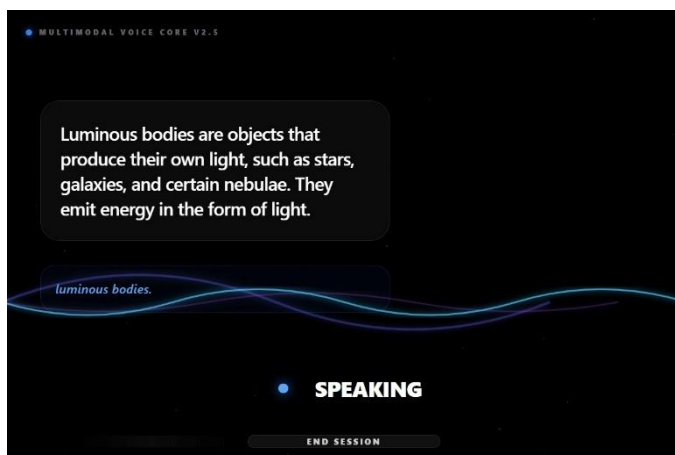 MULTIMODAL VOICE CORE V2.5
Luminous bodies are objects that
produce their own light, such as stars,
galaxies, and certain nebulae. They
emit energy in the form of light.
luminous bodies.
SPEAKING
END SESSION